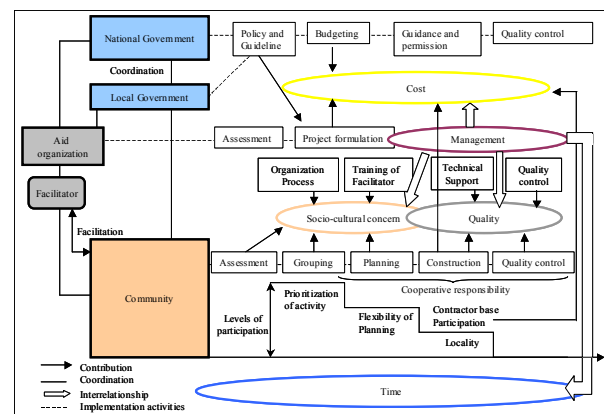 National Government
Policy and
Guideline
Budgeting
Guidance and
permission
Quality control
Coordination
Cost
Local Government
Aid
organization
Assessment
Project formulation
Management
Facilitator
Organization
Process
Training of
Facilitator
Technical
Support
Quality
control
Socio-cultural concern
Quality
Facilitation
Community
Assessment
Grouping
Planning
Construction
Quality control
Cooperative responsibility
Prioritization
of activity
Levels of
participation
Flexibility of
Planning
Contractor base
Participation
Locality
Contribution
Coordination
Interrelationship
Implementation activities
Time